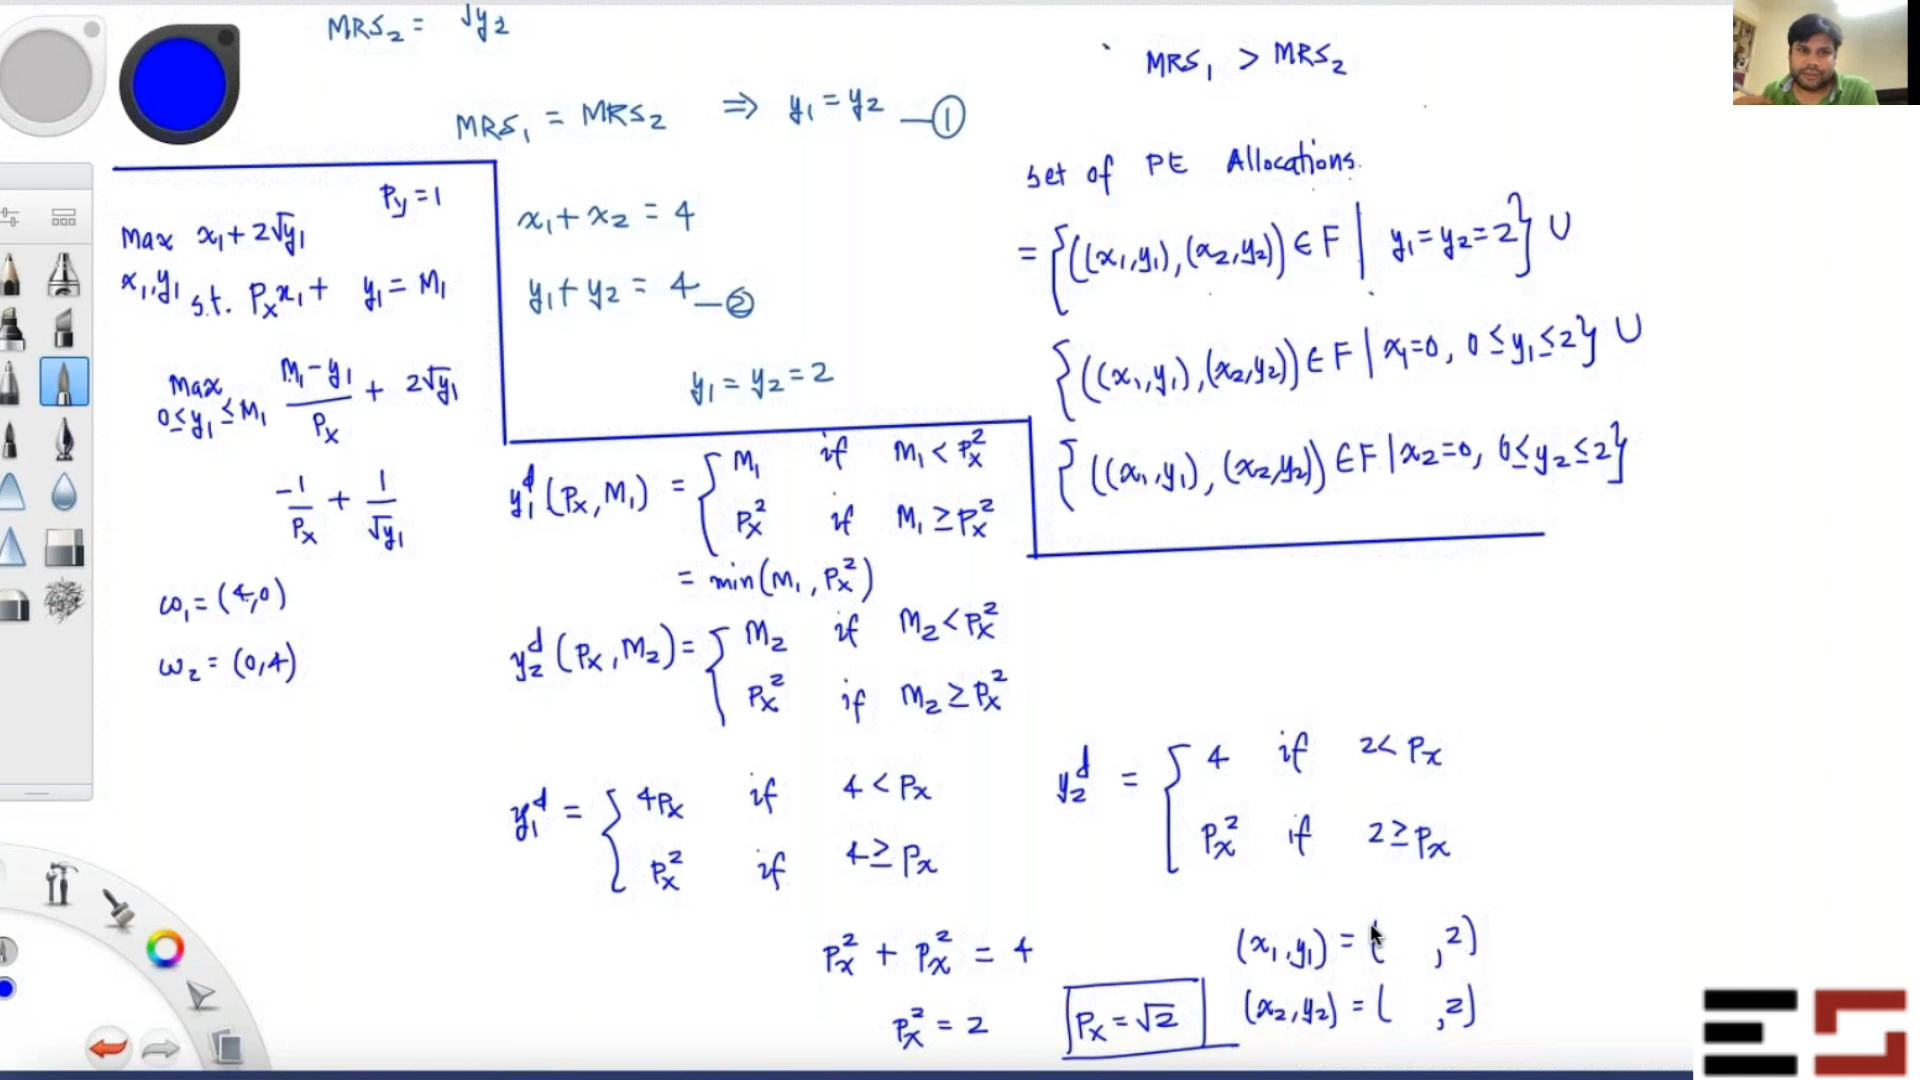 MRS₂ = √y₂
MRS₁ = MRS₂ ⇒ y₁ = y₂ —①
P_y = 1
Max x₁ + 2√y₁
x₁,y₁ s.t. Pₓx₁ + y₁ = M₁
Max (M₁ - y₁)/Pₓ + 2√y₁
0 ≤ y₁ ≤ M₁
-1/Pₓ + 1/√y₁
ω₁ = (4,0)
ω₂ = (0,4)
x₁ + x₂ = 4
y₁ + y₂ = 4 —②
y₁ = y₂ = 2
y₁ᵈ (Pₓ, M₁) = { M₁ if M₁ < Pₓ²
Pₓ² if M₁ ≥ Pₓ²
= min(M₁, Pₓ²)
y₂ᵈ (Pₓ, M₂) = { M₂ if M₂ < Pₓ²
Pₓ² if M₂ ≥ Pₓ²
y₁ᵈ = { 4Pₓ if 4 < Pₓ
Pₓ² if 4 ≥ Pₓ
Pₓ² + Pₓ² = 4
Pₓ² = 2
Pₓ = √2
MRS₁ > MRS₂
Set of PE Allocations.
= {((x₁,y₁),(x₂,y₂)) ∈ F | y₁ = y₂ = 2} ∪
{((x₁,y₁),(x₂,y₂)) ∈ F | x₁=0, 0 ≤ y₁ ≤ 2} ∪
{((x₁,y₁),(x₂,y₂)) ∈ F | x₂=0, 0 ≤ y₂ ≤ 2}
y₂ᵈ = { 4 if 2 < Pₓ
Pₓ² if 2 ≥ Pₓ
(x₁,y₁) = ( ,2)
(x₂,y₂) = ( ,2)
ES